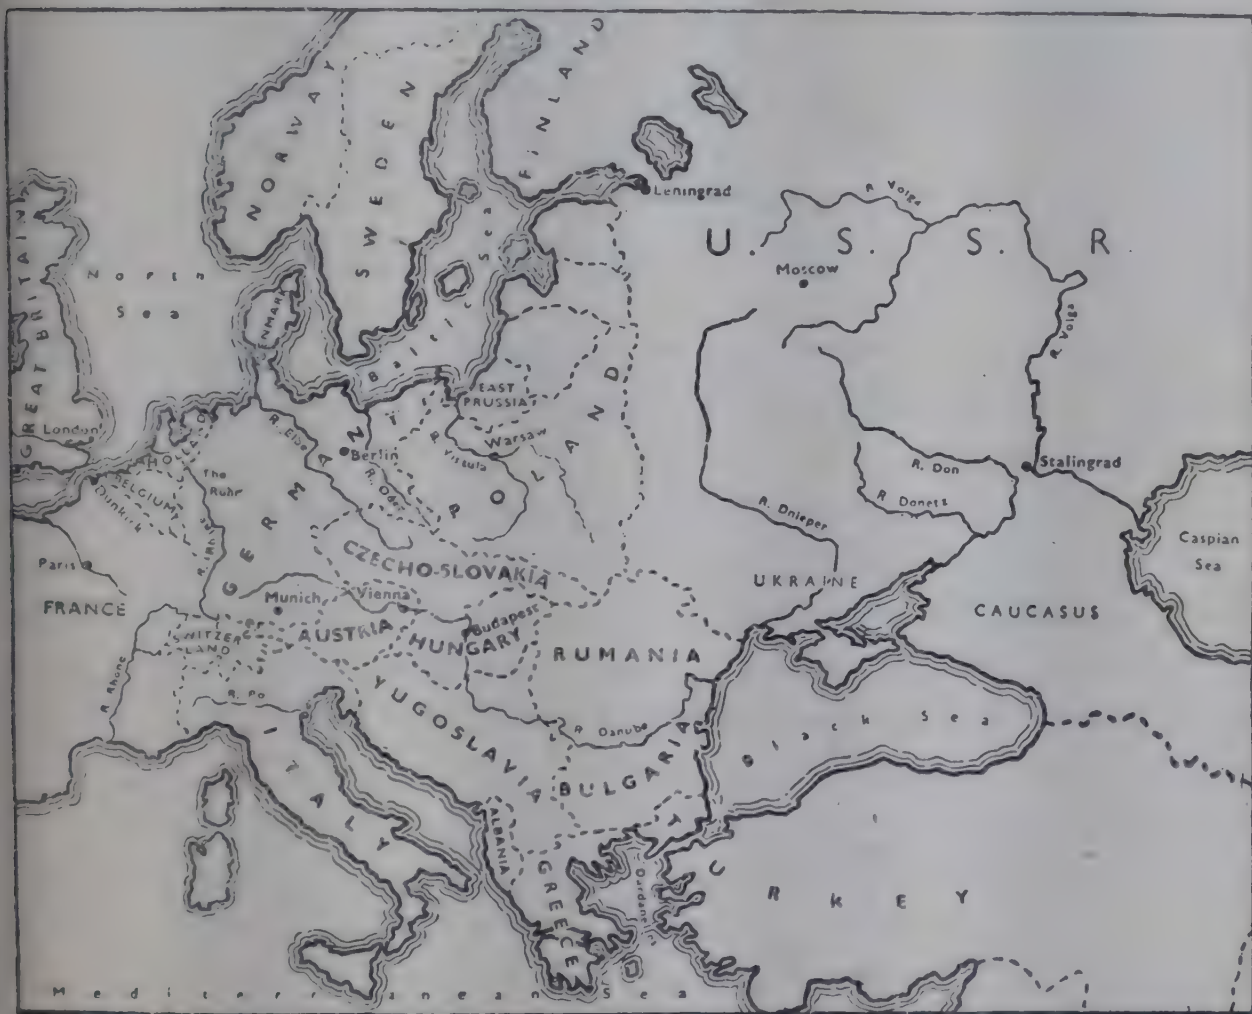 NORWAY
SWEDEN
FINLAND
Leningrad
R. Volga
U. S. S. R.
Moscow
GREAT BRITAIN
North
Sea
DENMARK
Baltic Sea
R. Volga
EAST
PRUSSIA
POLAND
London
HOLLAND
R. Elbe
Berlin
Warsaw
R. Vistula
R. Oder
R. Don
Stalingrad
BELGIUM
Dunkirk
The
Ruhr
GERMANY
R. Donetz
R. Dnieper
Caspian
Sea
Paris
CZECHO-SLOVAKIA
UKRAINE
FRANCE
Munich
Vienna
CAUCASUS
SWITZER
LAND
AUSTRIA
HUNGARY
Budapest
RUMANIA
R. Rhone
R. Po
YUGOSLAVIA
R. Danube
Black Sea
ITALY
BULGARIA
ALBANIA
GREECE
TURKEY
Mediterranean Sea